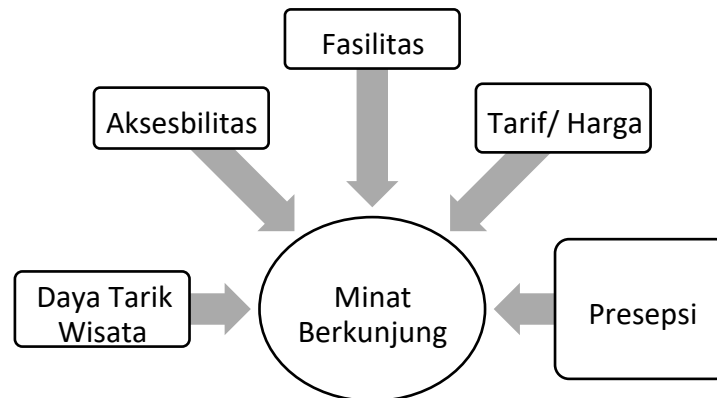 Fasilitas
Aksesbilitas
Tarif/ Harga
Daya Tarik
Wisata
Minat
Berkunjung
Presepsi